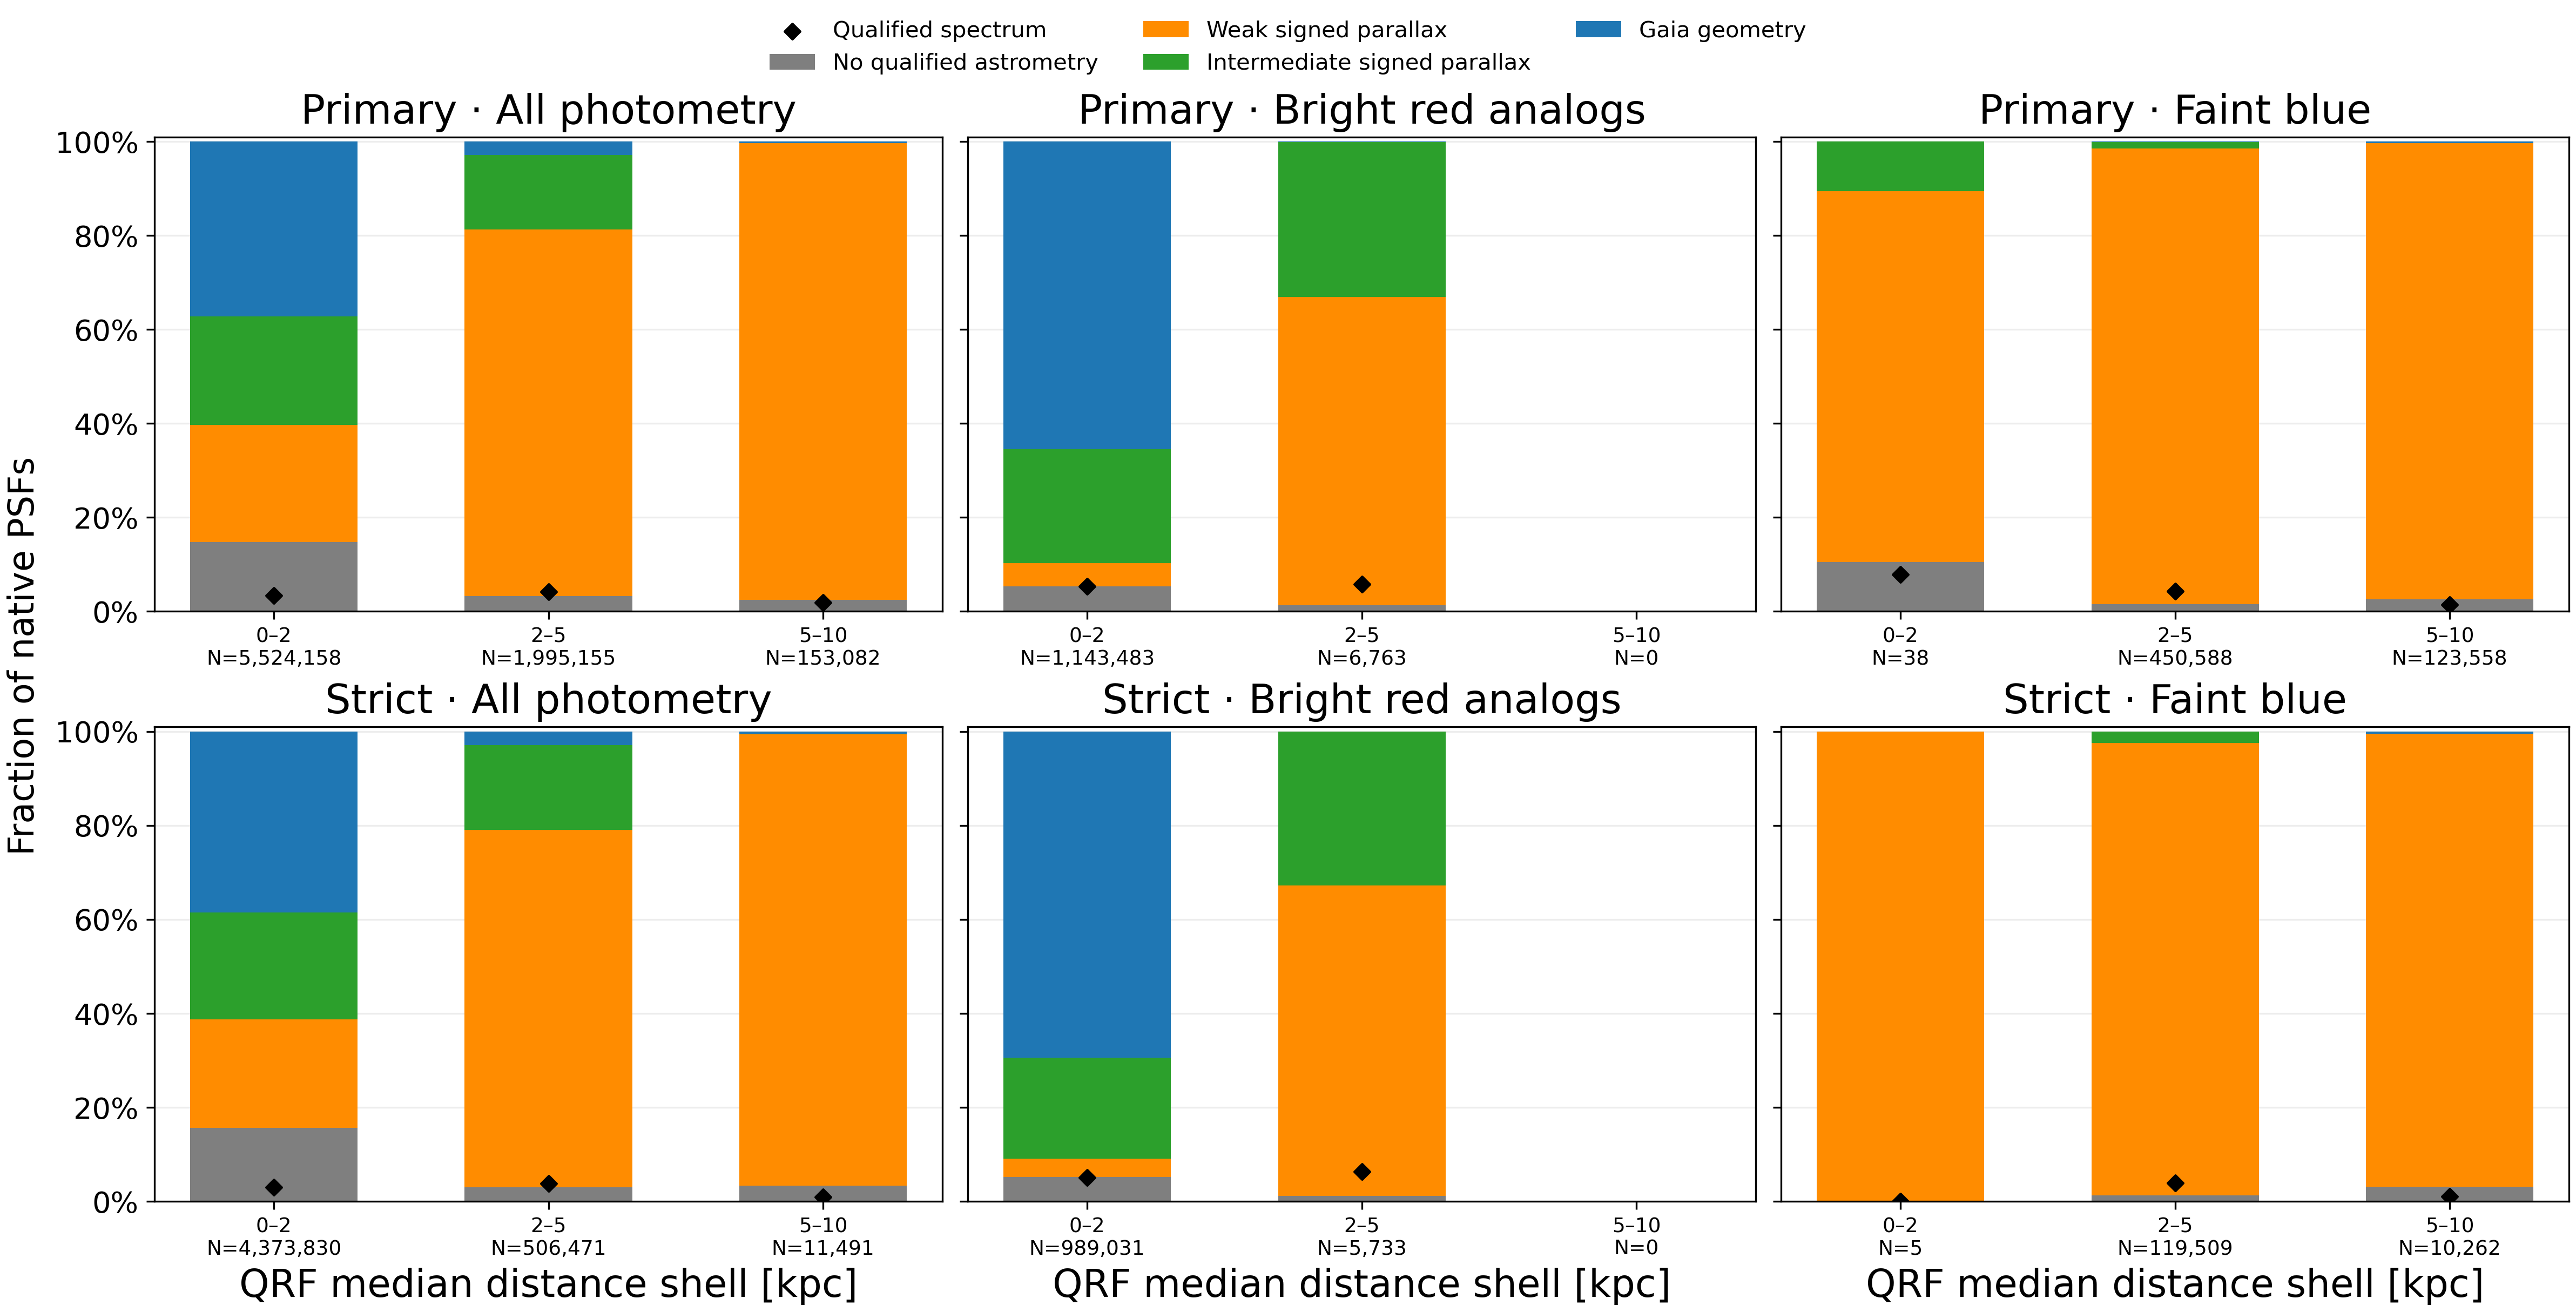 Qualified spectrum
No qualified astrometry
Weak signed parallax
Intermediate signed parallax
Gaia geometry
Fraction of native PSFs
Primary · All photometry
100%
80%
60%
40%
20%
0%
0–2
N=5,524,158
2–5
N=1,995,155
5–10
N=153,082
Primary · Bright red analogs
0–2
N=1,143,483
2–5
N=6,763
5–10
N=0
Primary · Faint blue
0–2
N=38
2–5
N=450,588
5–10
N=123,558
Strict · All photometry
100%
80%
60%
40%
20%
0%
0–2
N=4,373,830
2–5
N=506,471
5–10
N=11,491
QRF median distance shell [kpc]
Strict · Bright red analogs
0–2
N=989,031
2–5
N=5,733
5–10
N=0
QRF median distance shell [kpc]
Strict · Faint blue
0–2
N=5
2–5
N=119,509
5–10
N=10,262
QRF median distance shell [kpc]